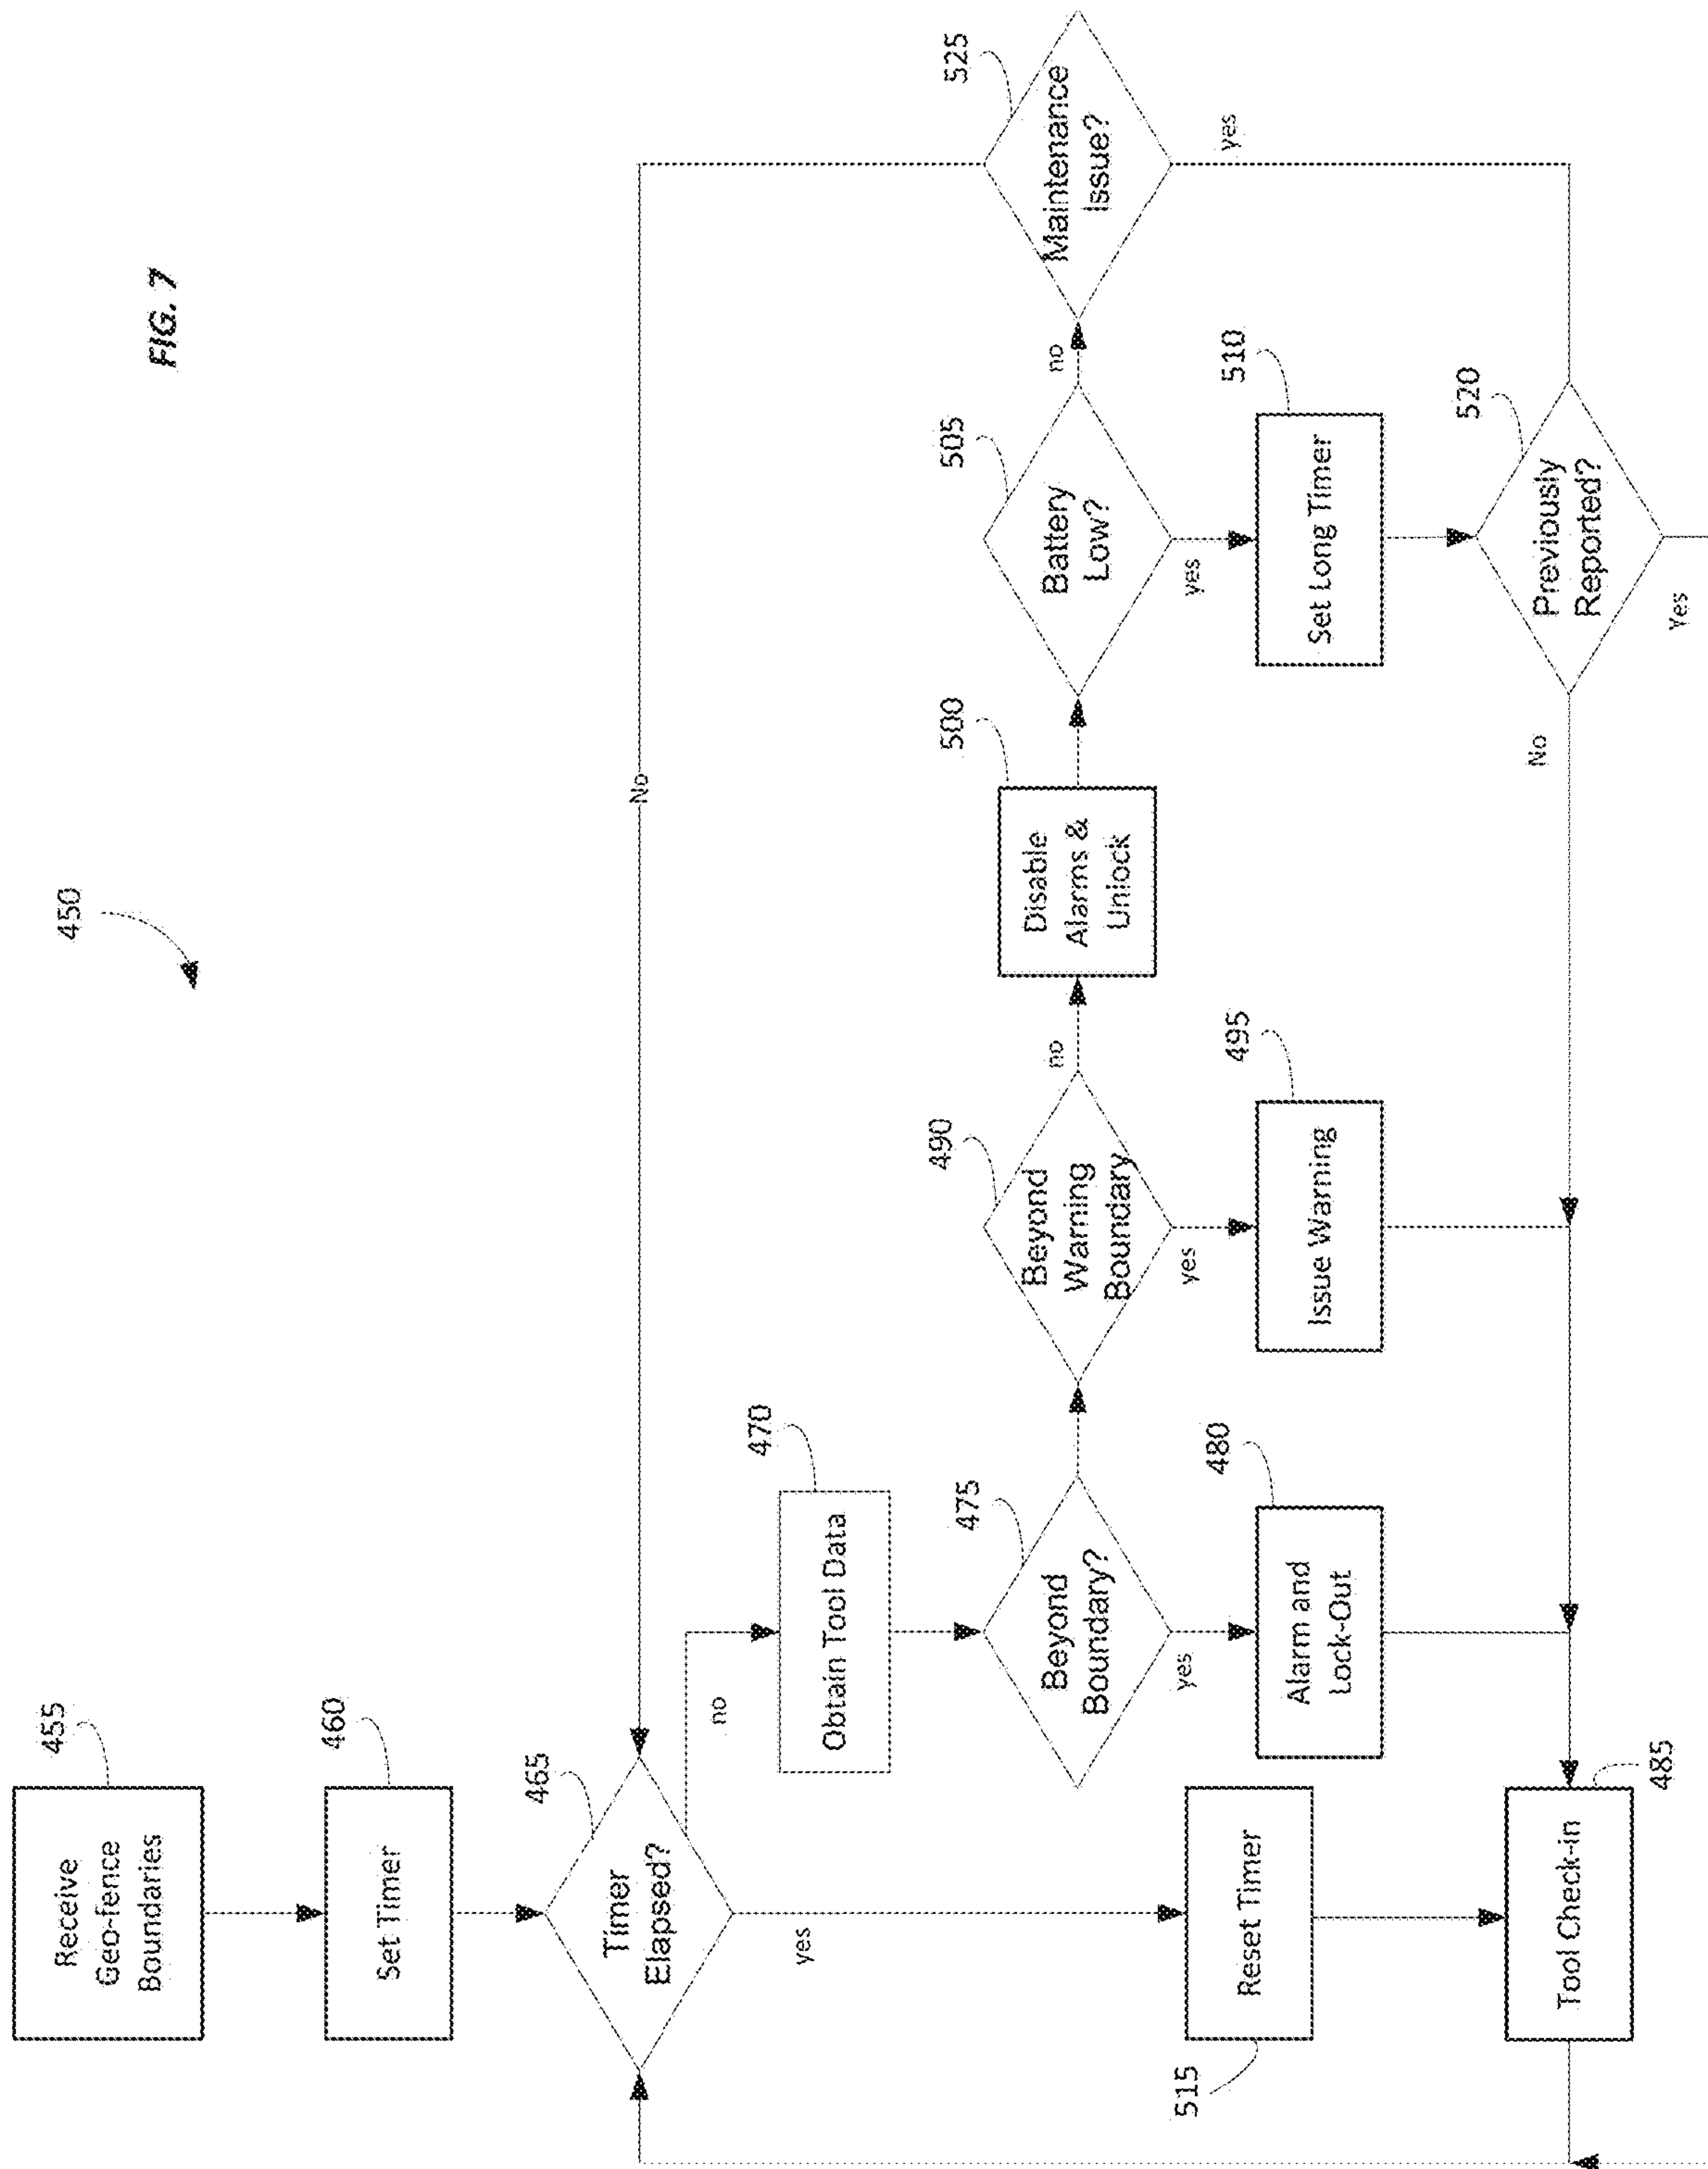 FIG. 7
450
455
Receive
Geo-fence
Boundaries
460
Set Timer
465
Timer
Elapsed?
No
no
yes
470
Obtain Tool Data
475
Beyond
Boundary?
yes
480
Alarm and
Lock-Out
490
Beyond
Warning
Boundary
no
yes
495
Issue Warning
500
Disable
Alarms &
Unlock
505
Battery
Low?
no
yes
510
Set Long Timer
525
Maintenance
Issue?
yes
520
Previously
Reported?
No
Yes
515
Reset Timer
485
Tool Check-in